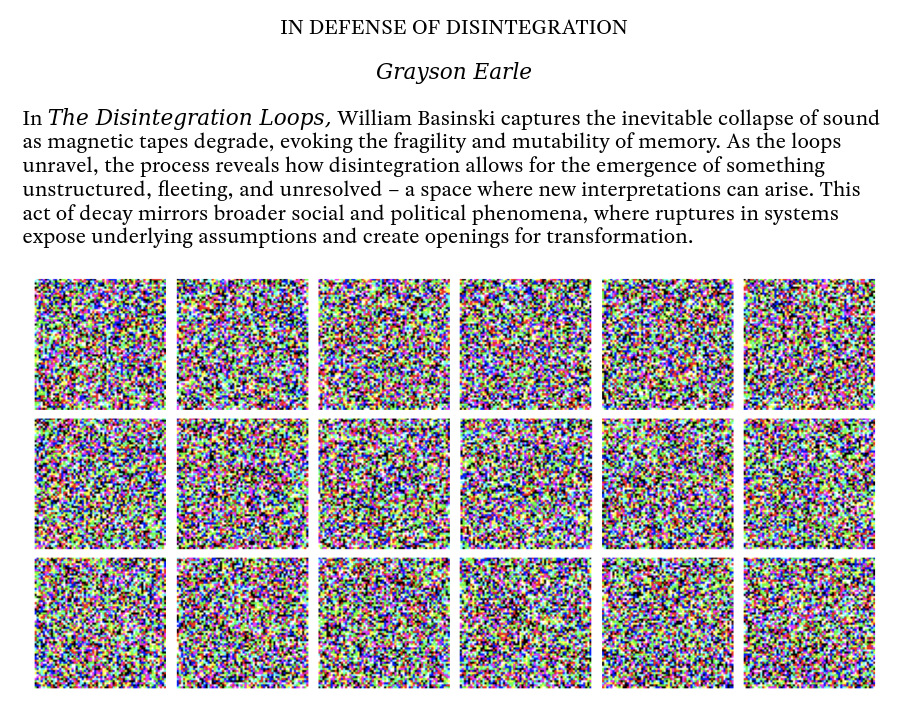 IN DEFENSE OF DISINTEGRATION
Grayson Earle
In The Disintegration Loops, William Basinski captures the inevitable collapse of sound
as magnetic tapes degrade, evoking the fragility and mutability of memory. As the loops
unravel, the process reveals how disintegration allows for the emergence of something
unstructured, fleeting, and unresolved – a space where new interpretations can arise. This
act of decay mirrors broader social and political phenomena, where ruptures in systems
expose underlying assumptions and create openings for transformation.